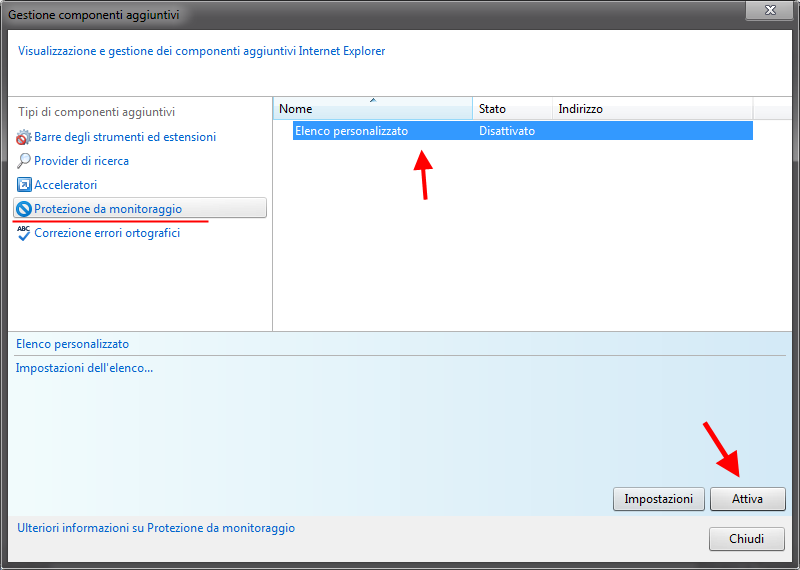 Gestione componenti aggiuntivi
Visualizzazione e gestione dei componenti aggiuntivi Internet Explorer
Tipi di componenti aggiuntivi
Barre degli strumenti ed estensioni
Provider di ricerca
Acceleratori
Protezione da monitoraggio
ABC Correzione errori ortografici
Nome Stato Indirizzo
Elenco personalizzato Disattivato
Elenco personalizzato
Impostazioni dell'elenco...
Impostazioni Attiva
Ulteriori informazioni su Protezione da monitoraggio
Chiudi